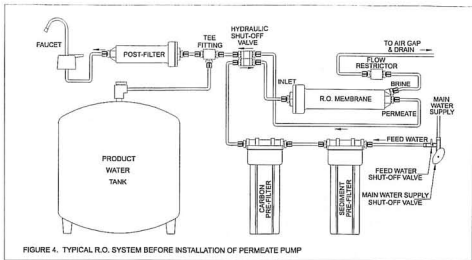 FAUCET
POST-FILTER
TEE
FITTING
HYDRAULIC
SHUT-OFF
VALVE
TO AIR GAP
& DRAIN
FLOW
RESTRICTOR
INLET
BRINE
R.O. MEMBRANE
PERMEATE
MAIN
WATER
SUPPLY
FEED WATER
PRODUCT
WATER
TANK
CARBON
PRE-FILTER
SEDIMENT
PRE-FILTER
FEED WATER
SHUT-OFF VALVE
MAIN WATER SUPPLY
SHUT-OFF VALVE
FIGURE 4. TYPICAL R.O. SYSTEM BEFORE INSTALLATION OF PERMEATE PUMP